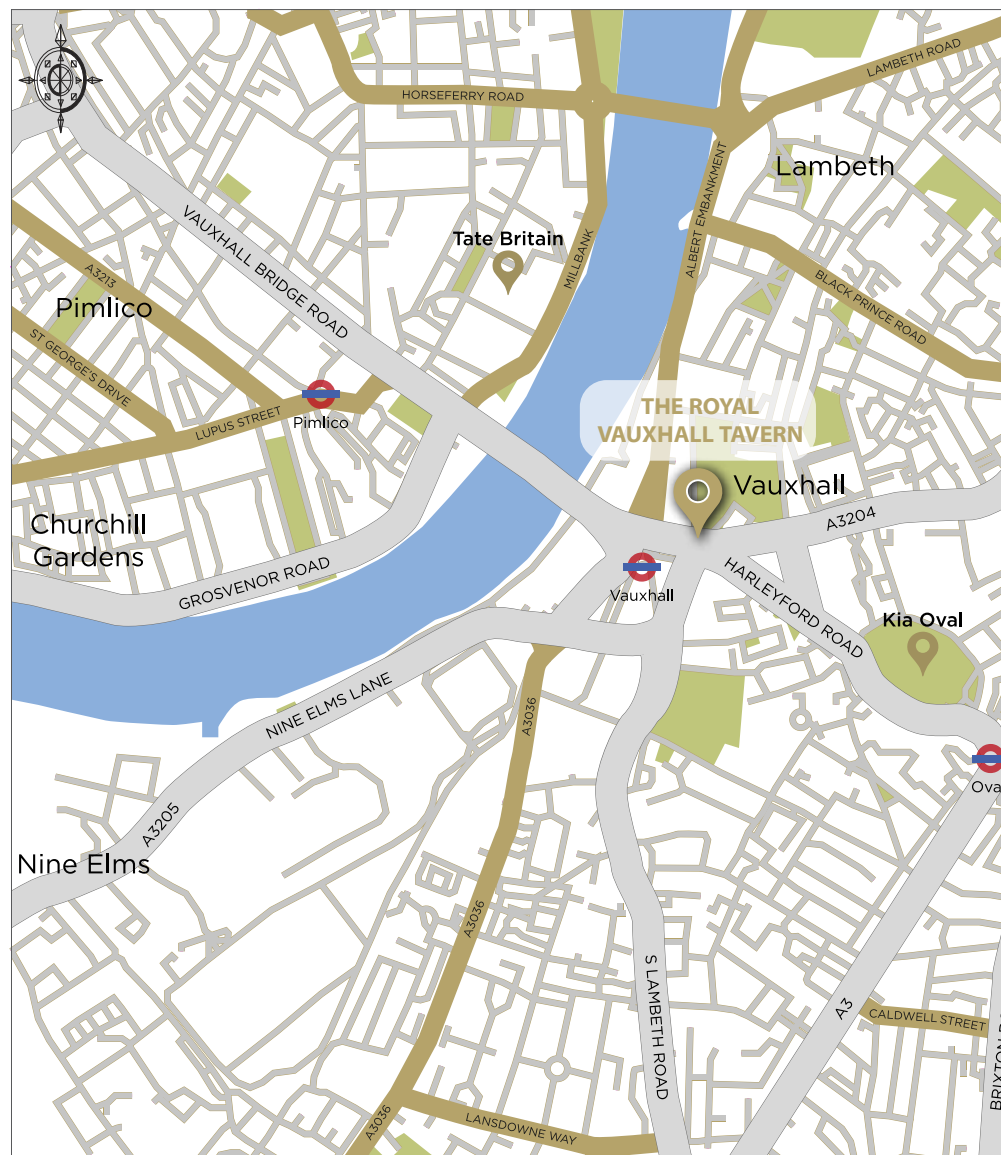 LAMBETH ROAD
HORSEFERRY ROAD
Lambeth
ALBERT EMBANKMENT
VAUXHALL BRIDGE ROAD
Tate Britain
MILLBANK
A3213
Pimlico
BLACK PRINCE ROAD
ST GEORGE'S DRIVE
LUPUS STREET
Pimlico
THE ROYAL
VAUXHALL TAVERN
Vauxhall
A3204
Churchill
Gardens
GROSVENOR ROAD
Vauxhall
HARLEYFORD ROAD
Kia Oval
NINE ELMS LANE
A3036
Ova
A3205
Nine Elms
A3036
S LAMBETH ROAD
A3
CALDWELL STREET
BRIXTON
A3036
LANSDOWNE WAY